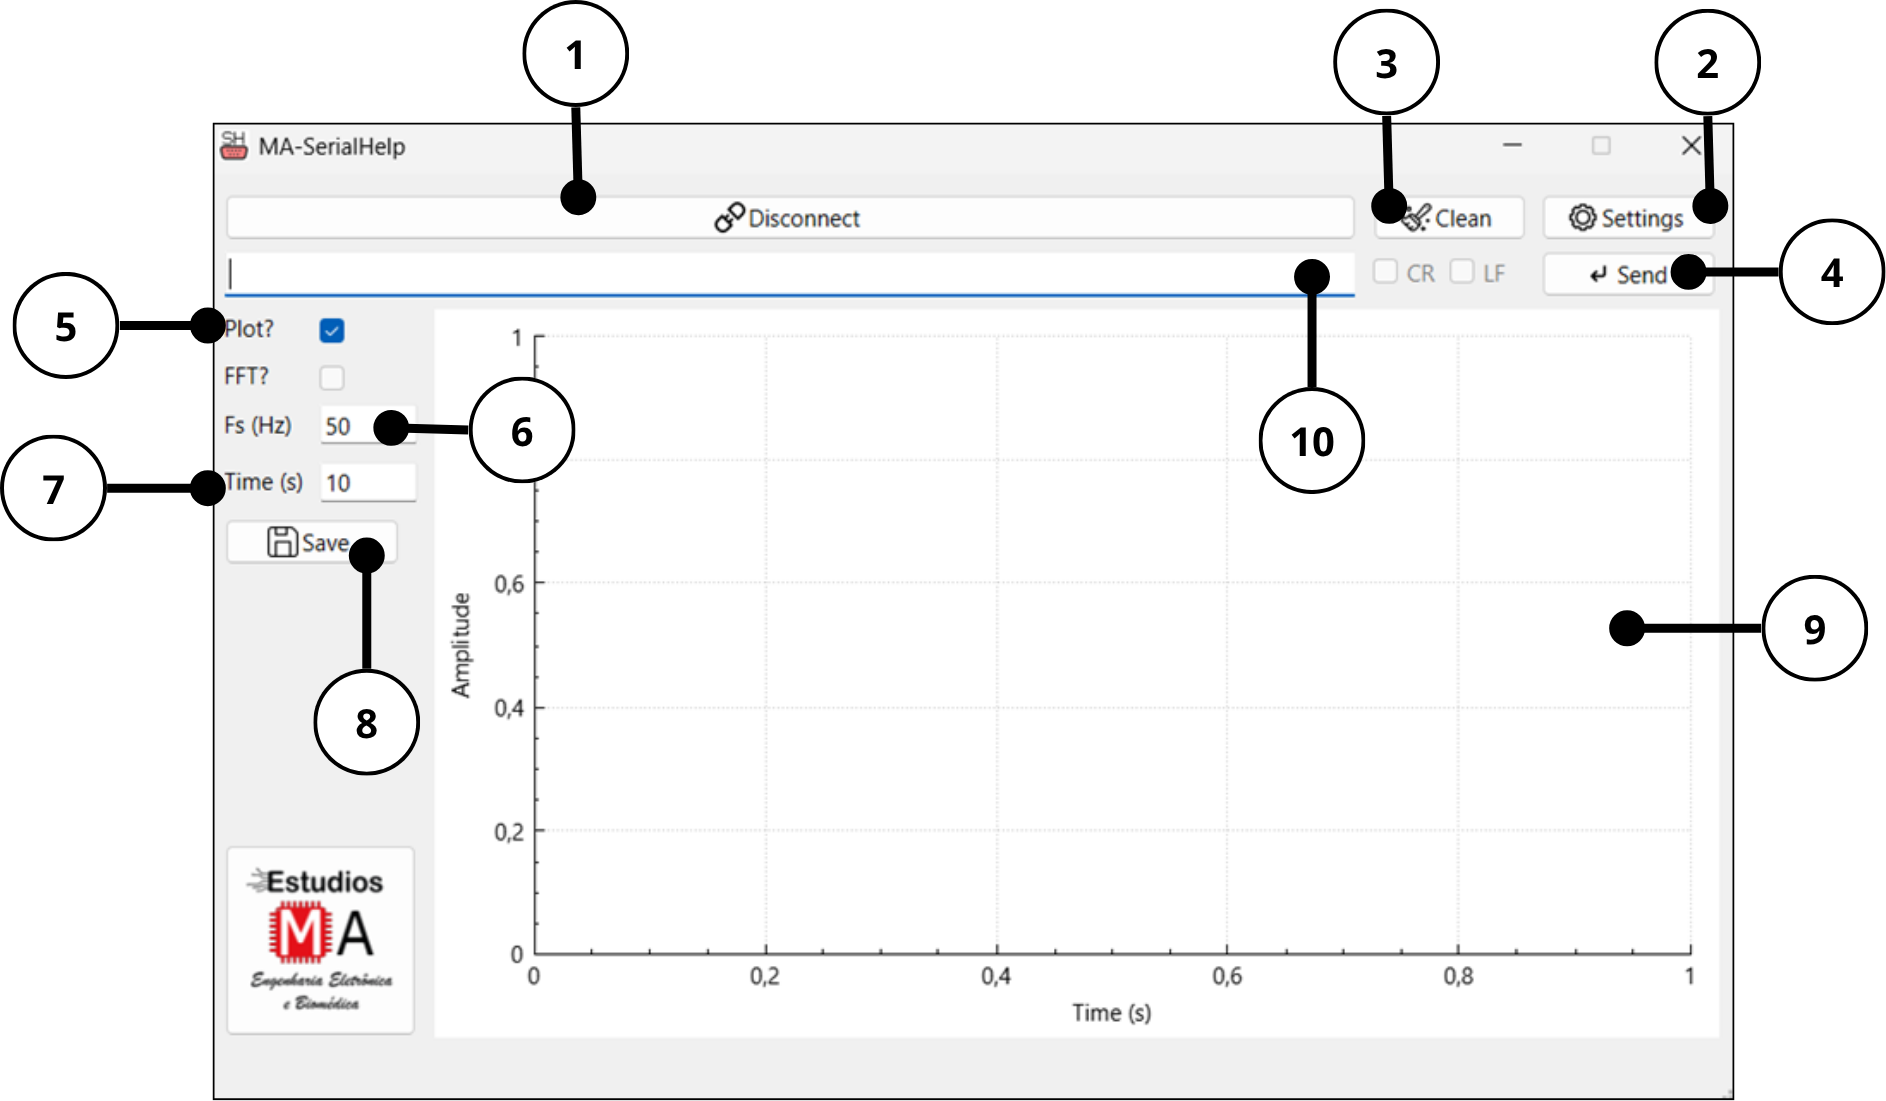 1
3
2
SH
MA-SerialHelp
Disconnect
Clean
Settings
CR
LF
Send
4
5
Plot?
FFT?
Fs (Hz)
50
6
10
7
Time (s)
10
Save
8
9
1
0,6
0,4
0,2
0
Amplitude
0
0,2
0,4
0,6
0,8
1
Time (s)
Estudios
MA
Engenharia Eletrônica
e Biomédica